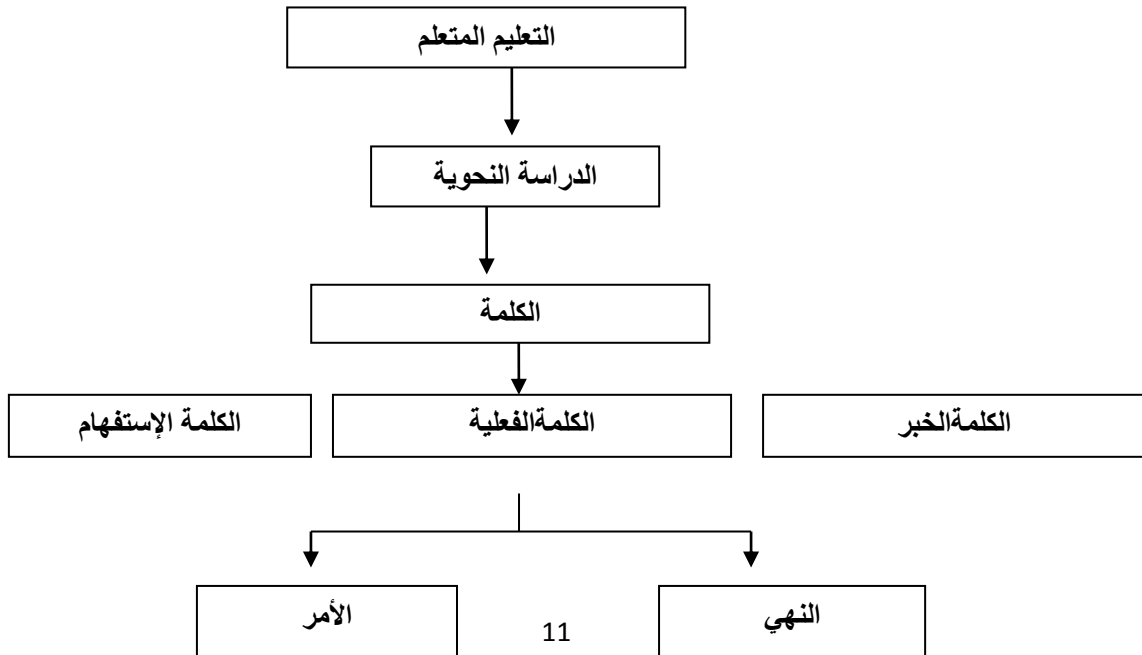 التعليم المتعلم
الدراسة النحوية
الكلمة
الكلمةالخبر
الكلمةالفعلية
الكلمة الإستفهام
النهي
الأمر
11